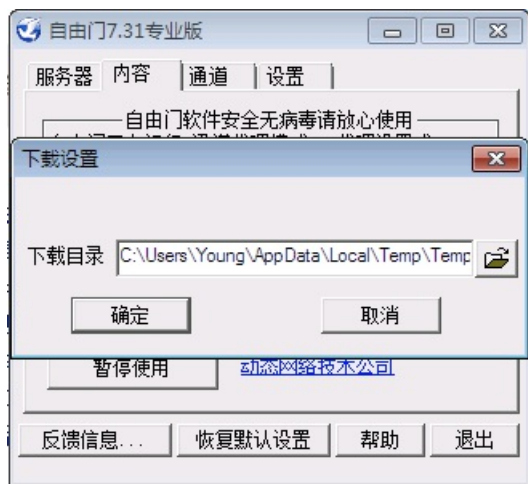 自由门7.31专业版
服务器 内容 通道 设置
自由门软件安全无病毒请放心使用
下载设置
下载目录 C:\Users\Young\AppData\Local\Temp\Temp
确定 取消
暂停使用 动态网络技术公司
反馈信息... 恢复默认设置 帮助 退出